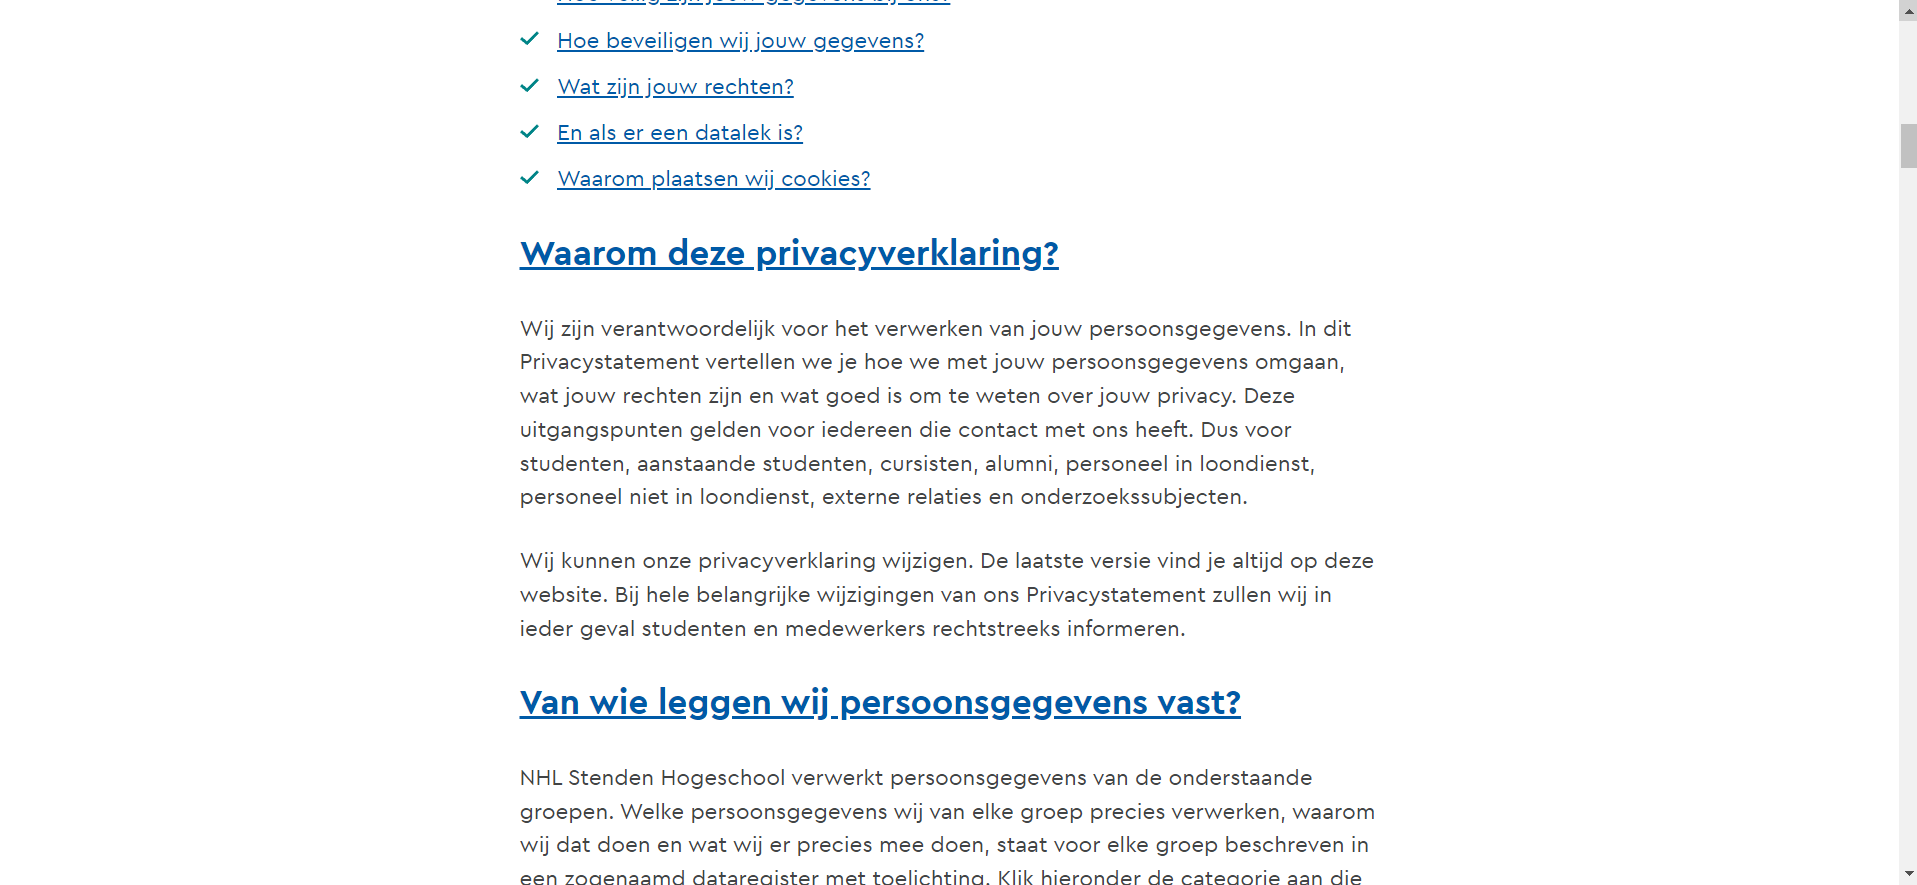 Hoe veilig zijn jouw gegevens bij ons?
Hoe beveiligen wij jouw gegevens?
Wat zijn jouw rechten?
En als er een datalek is?
Waarom plaatsen wij cookies?
Waarom deze privacyverklaring?
Wij zijn verantwoordelijk voor het verwerken van jouw persoonsgegevens. In dit
Privacystatement vertellen we je hoe we met jouw persoonsgegevens omgaan,
wat jouw rechten zijn en wat goed is om te weten over jouw privacy. Deze
uitgangspunten gelden voor iedereen die contact met ons heeft. Dus voor
studenten, aanstaande studenten, cursisten, alumni, personeel in loondienst,
personeel niet in loondienst, externe relaties en onderzoekssubjecten.
Wij kunnen onze privacyverklaring wijzigen. De laatste versie vind je altijd op deze
website. Bij hele belangrijke wijzigingen van ons Privacystatement zullen wij in
ieder geval studenten en medewerkers rechtstreeks informeren.
Van wie leggen wij persoonsgegevens vast?
NHL Stenden Hogeschool verwerkt persoonsgegevens van de onderstaande
groepen. Welke persoonsgegevens wij van elke groep precies verwerken, waarom
wij dat doen en wat wij er precies mee doen, staat voor elke groep beschreven in
een zogenaamd dataregister met toelichting. Klik hieronder de categorie aan die